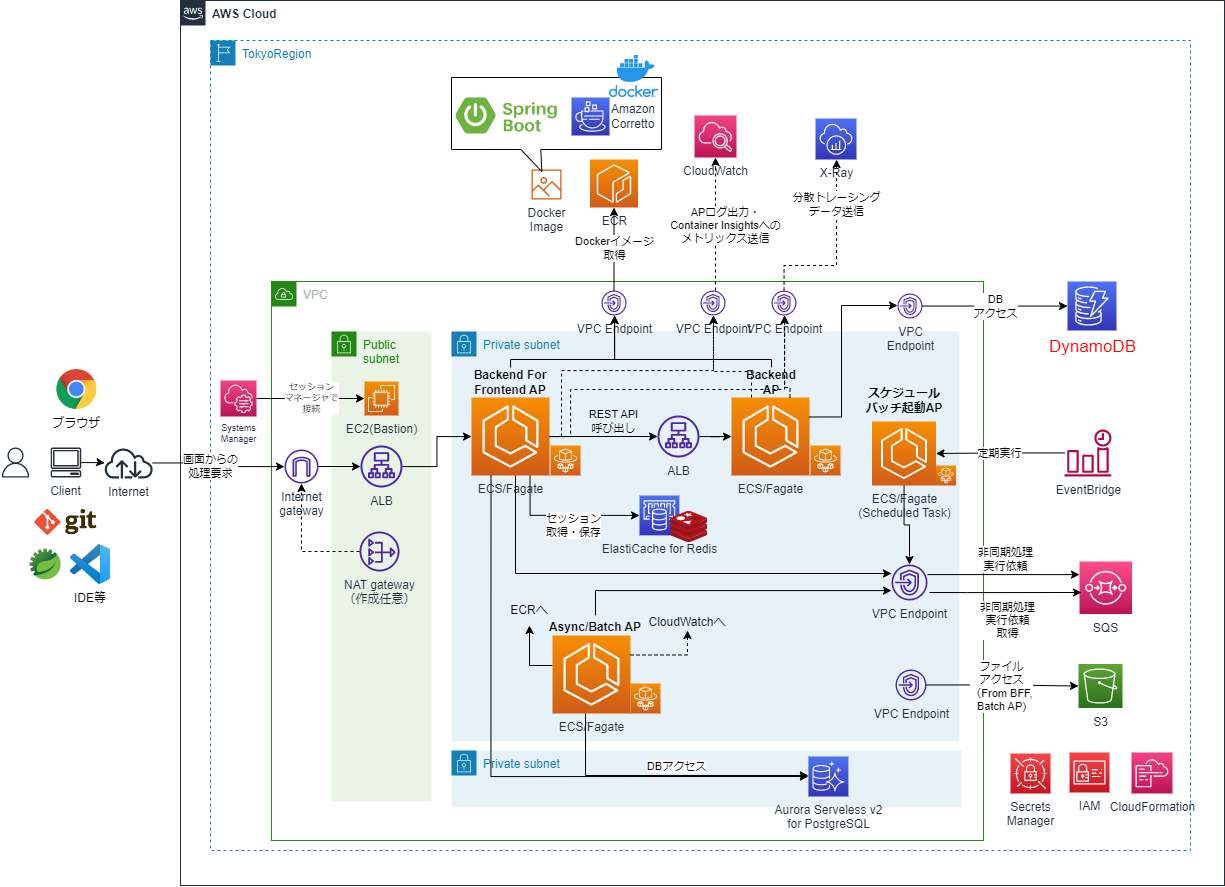 aws
AWS Cloud
TokyoRegion
docker
Spring
Boot
Amazon
Corretto
Docker
Image
ECR
CloudWatch
X-Ray
Dockerイメージ
取得
APログ出力・
Container Insightsへの
メトリックス送信
分散トレーシング
データ送信
VPC
VPC Endpoint
VPC Endpoint
VPC Endpoint
VPC
Endpoint
DB
アクセス
DynamoDB
Public
subnet
Private subnet
ブラウザ
Client
Internet
git
IDE等
画面からの
処理要求
Systems
Manager
セッション
マネージャで
接続
EC2(Bastion)
Internet
gateway
ALB
NAT gateway
（作成任意）
Backend For
Frontend AP
ECS/Fagate
REST API
呼び出し
ALB
Backend
AP
ECS/Fagate
スケジュール
バッチ起動AP
ECS/Fagate
(Scheduled Task)
定期実行
EventBridge
セッション
取得・保存
ElastiCache for Redis
VPC Endpoint
非同期処理
実行依頼
非同期処理
実行依頼
取得
SQS
ECRへ
Async/Batch AP
CloudWatchへ
ECS/Fagate
VPC Endpoint
ファイル
アクセス
（From BFF,
Batch AP)
S3
Private subnet
DBアクセス
Aurora Serveless v2
for PostgreSQL
Secrets
Manager
IAM
CloudFormation